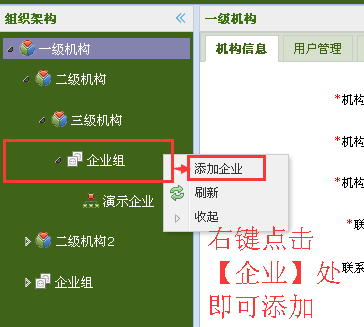 组织架构
一级机构
一级机构
二级机构
三级机构
企业组
演示企业
二级机构2
企业组
添加企业
刷新
收起
机构信息
用户管理
*机构
*机构
*机构
*联
联系
右键点击
【企业】处
即可添加